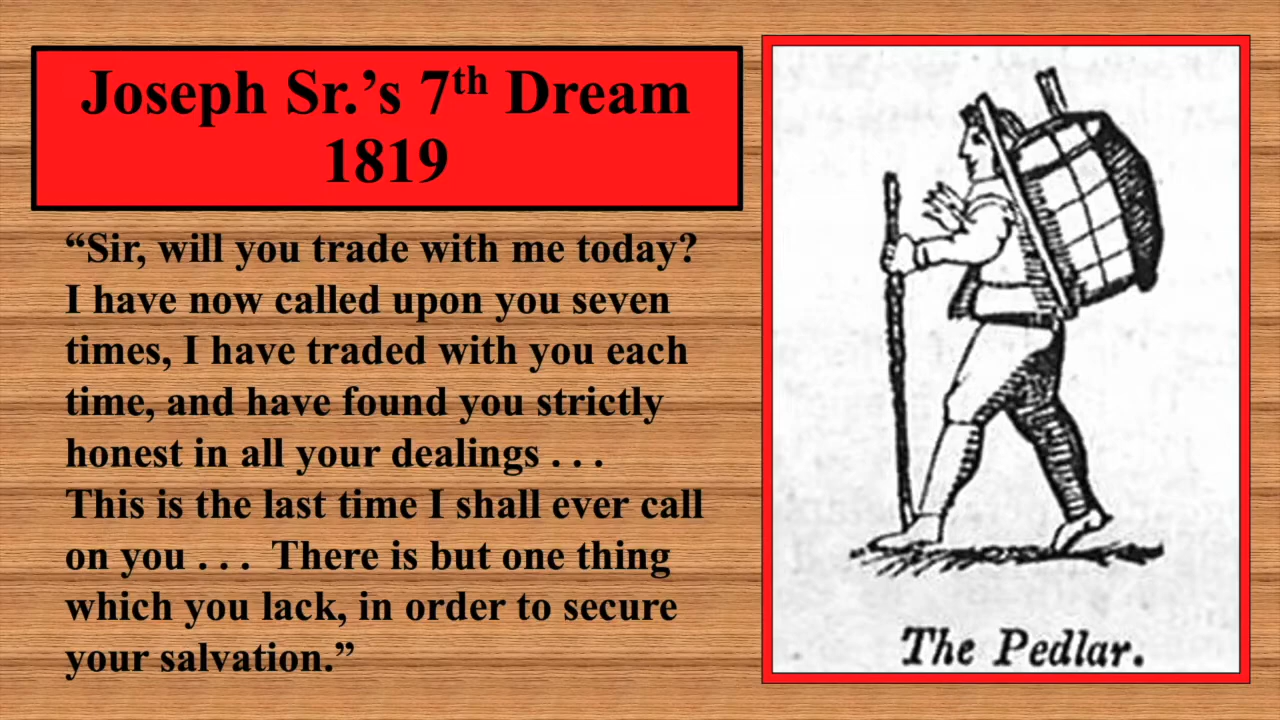 Joseph Sr.’s 7th Dream
1819
“Sir, will you trade with me today?
I have now called upon you seven
times, I have traded with you each
time, and have found you strictly
honest in all your dealings . . .
This is the last time I shall ever call
on you . . .  There is but one thing
which you lack, in order to secure
your salvation.”
The Pedlar.